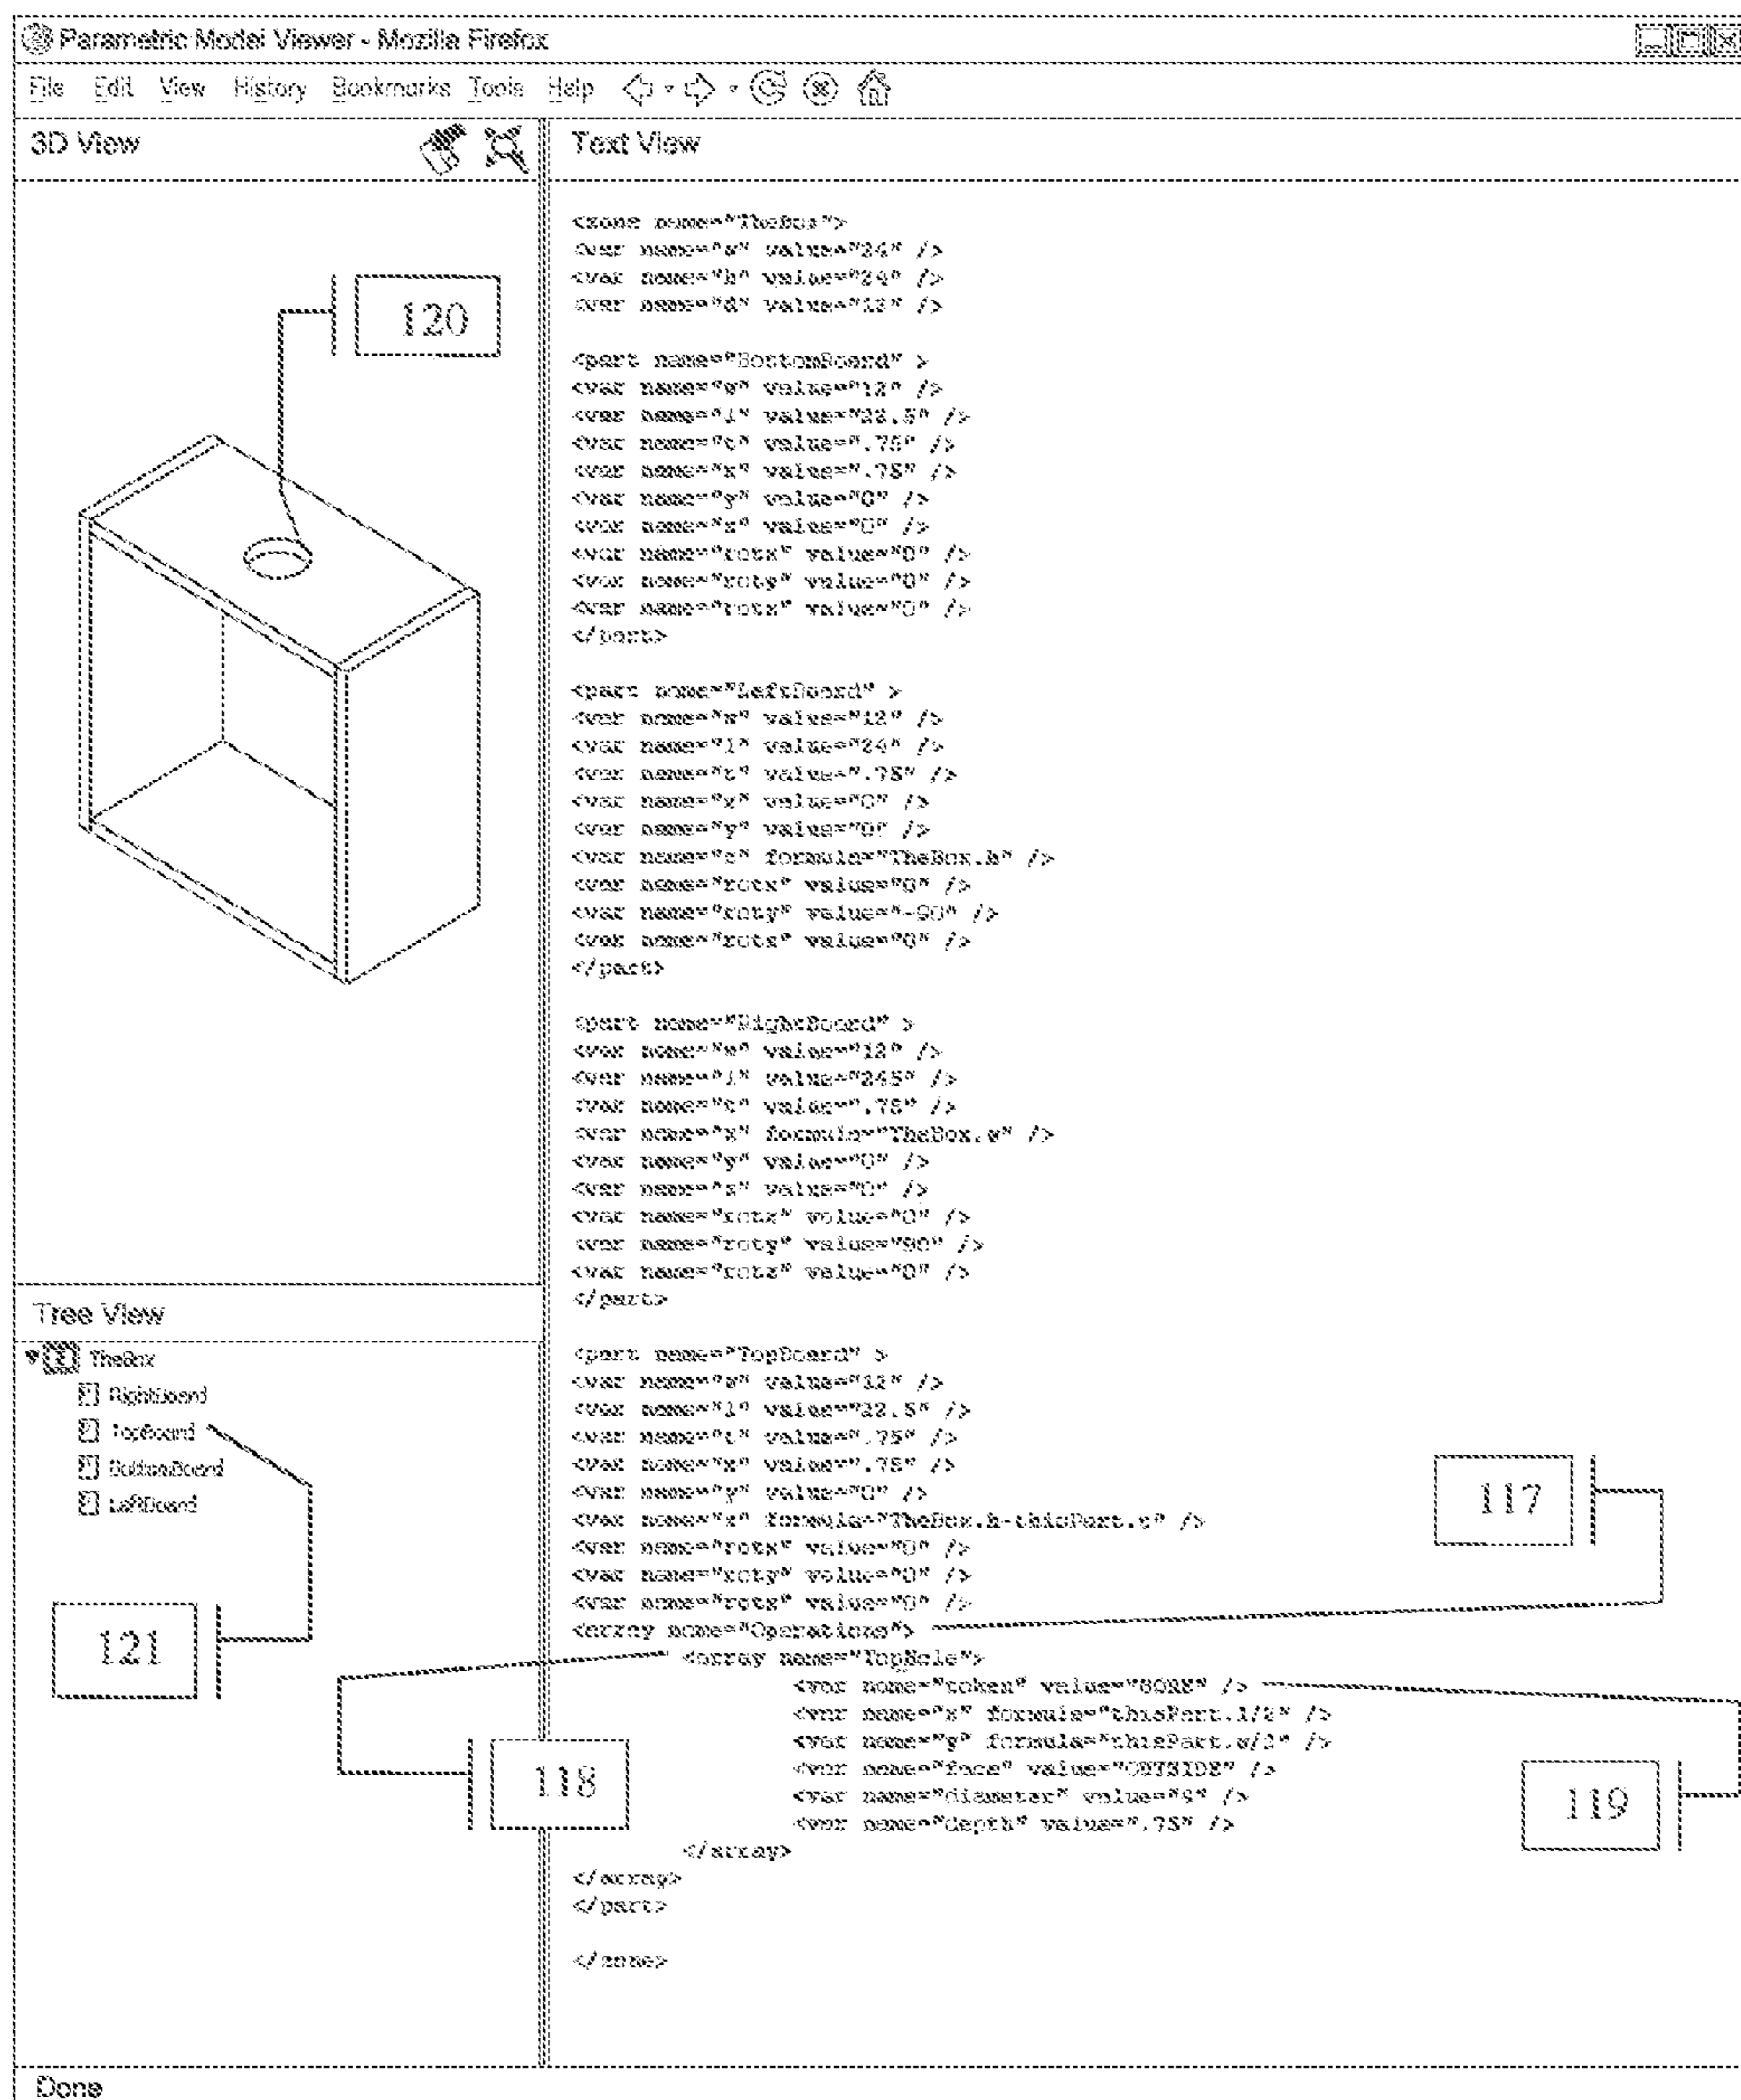 Parametric Model Viewer - Mozilla Firefox
File Edit View History Bookmarks Tools Help
3D View
120
Tree View
TheBox
RightBoard
TopBoard
BottomBoard
LeftBoard
121
118
Text View
<zone name="TheBox">
<var name="w" value="24" />
<var name="h" value="24" />
<var name="d" value="12" />
<part name="BottomBoard" >
<var name="w" value="12" />
<var name="l" value="22.5" />
<var name="t" value=".75" />
<var name="x" value=".75" />
<var name="y" value="0" />
<var name="z" value="0" />
<var name="rotx" value="0" />
<var name="roty" value="0" />
<var name="rotz" value="0" />
</part>
<part name="LeftBoard" >
<var name="w" value="12" />
<var name="l" value="24" />
<var name="t" value=".75" />
<var name="x" value="0" />
<var name="y" value="0" />
<var name="z" formula="TheBox.h" />
<var name="rotx" value="0" />
<var name="roty" value="-90" />
<var name="rotz" value="0" />
</part>
<part name="RightBoard" >
<var name="w" value="12" />
<var name="l" value="245" />
<var name="t" value=".75" />
<var name="x" formula="TheBox.w" />
<var name="y" value="0" />
<var name="z" value="0" />
<var name="rotx" value="0" />
<var name="roty" value="90" />
<var name="rotz" value="0" />
</part>
<part name="TopBoard" >
<var name="w" value="12" />
<var name="l" value="22.5" />
<var name="t" value=".75" />
<var name="x" value=".75" />
<var name="y" value="0" />
<var name="z" formula="TheBox.h-thisPart.t" />
<var name="rotx" value="0" />
<var name="roty" value="0" />
<var name="rotz" value="0" />
<array name="Operations">
<array name="TopHole">
<var name="token" value="BORE" />
<var name="x" formula="thisPart.l/2" />
<var name="y" formula="thisPart.w/2" />
<var name="face" value="OUTSIDE" />
<var name="diameter" value="4" />
<var name="depth" value=".75" />
</array>
</array>
</part>
</zone>
117
119
Done